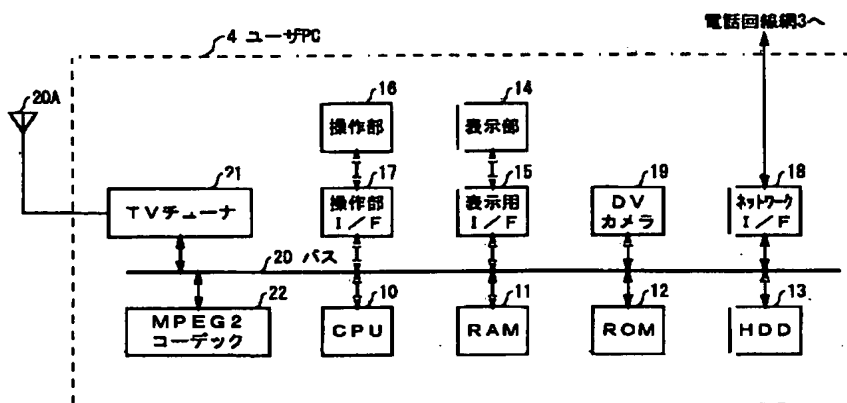 電話回線網3へ
4 ユーザPC
20A
16
操作部
14
表示部
21
TVチューナ
17
操作部
I/F
15
表示用
I/F
19
DV
カメラ
18
ネットワーク
I/F
20 バス
22
MPEG2
コーデック
10
CPU
11
RAM
12
ROM
13
HDD